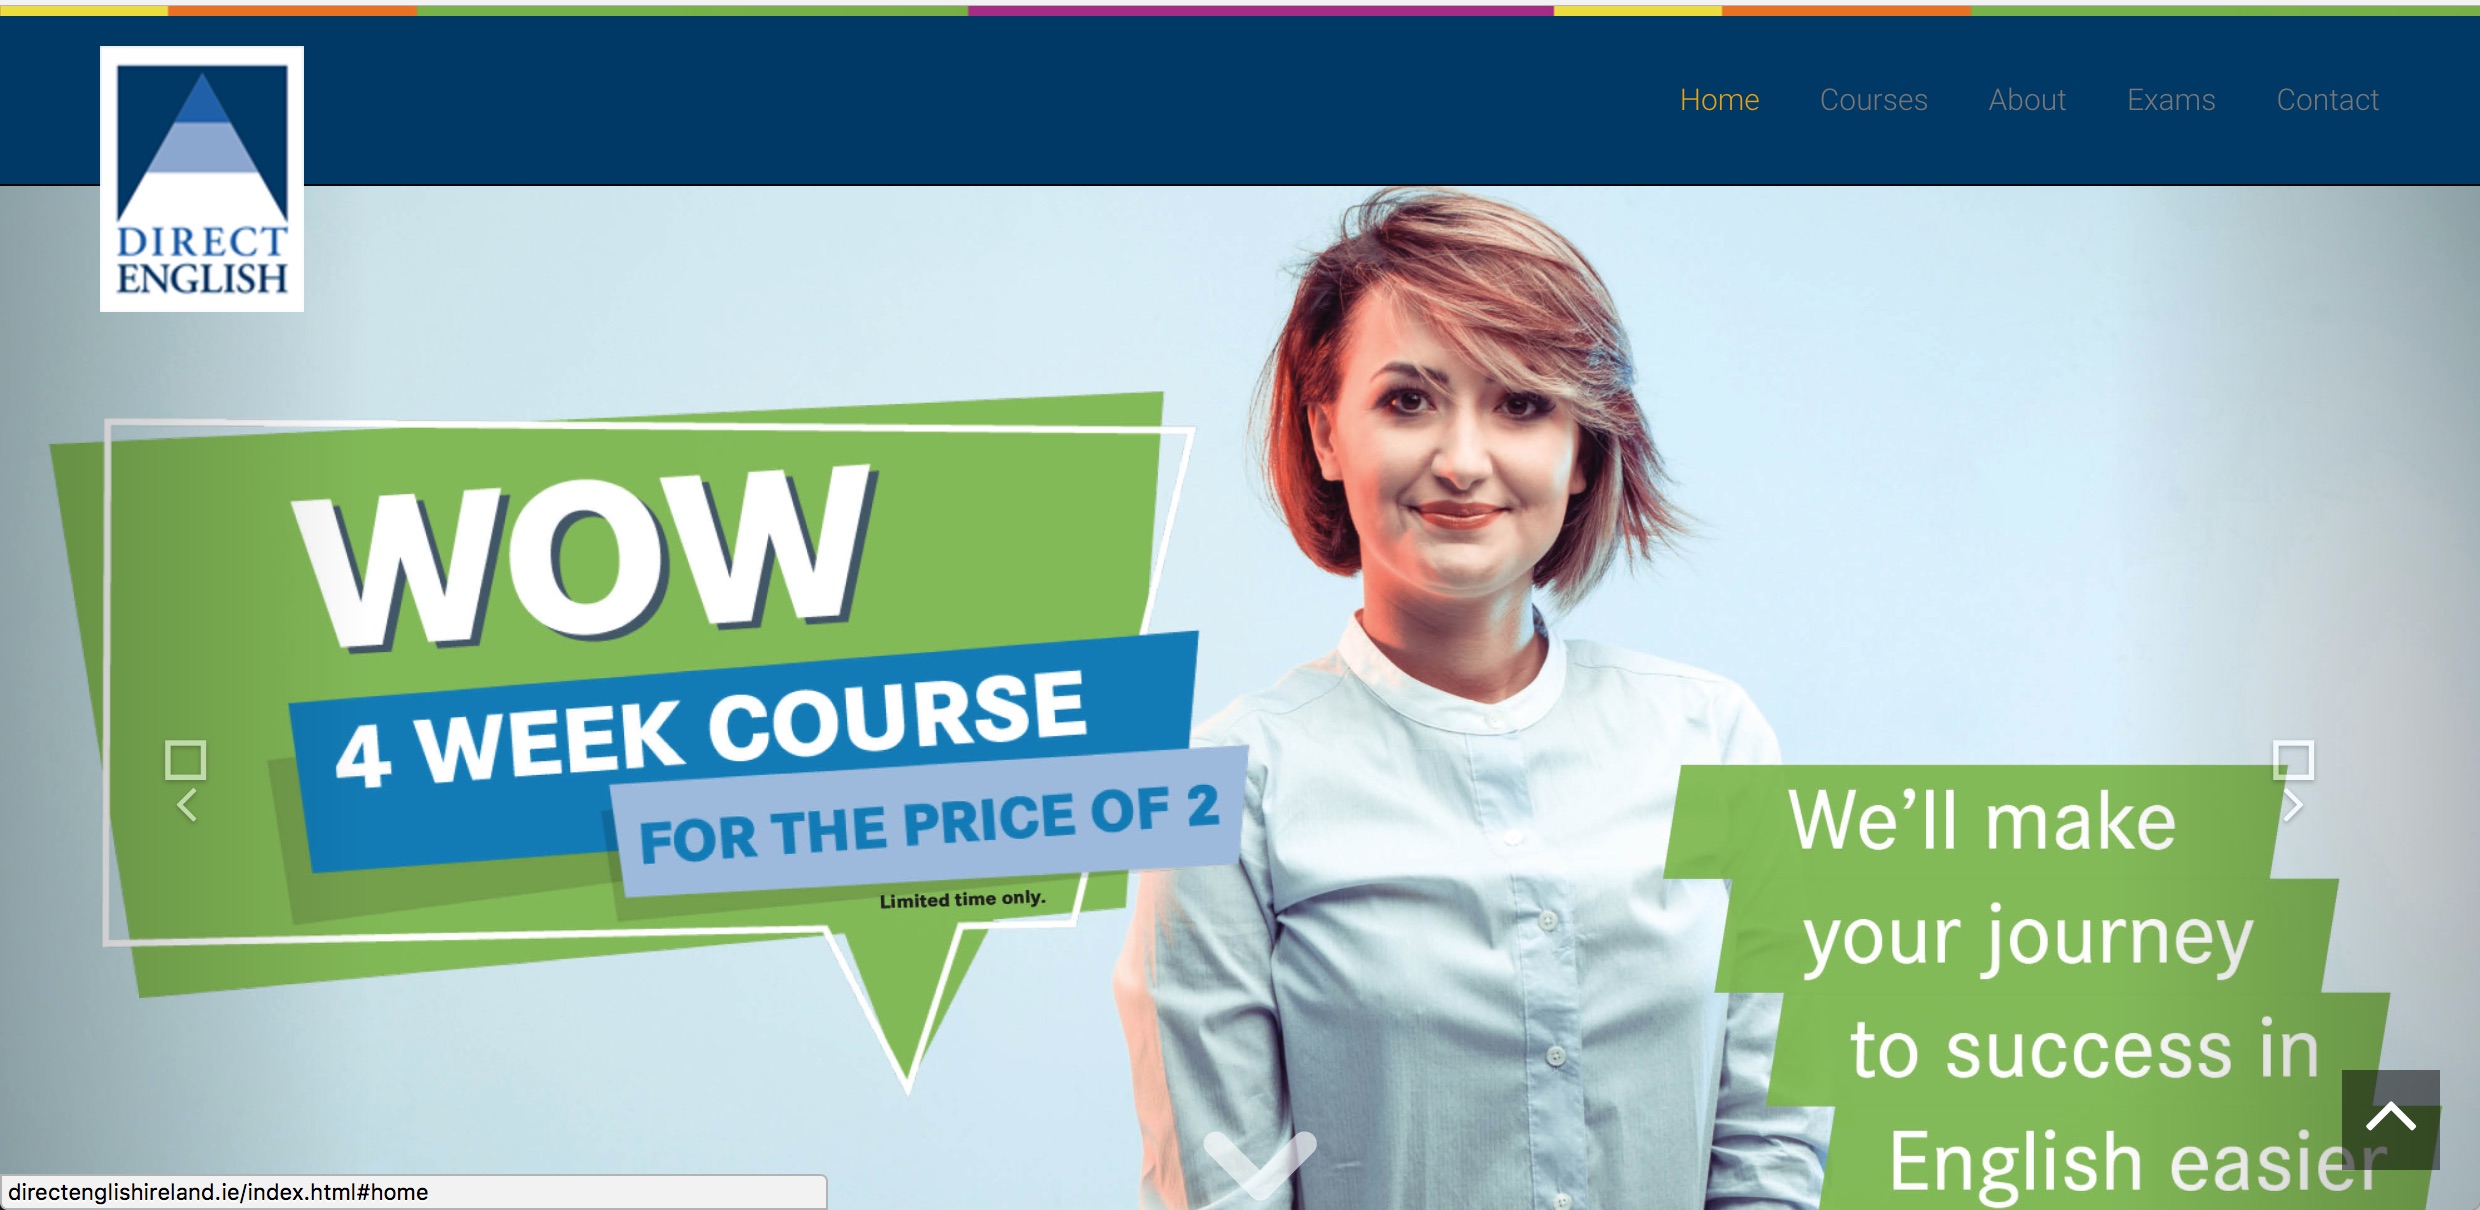 Home Courses About Exams Contact
DIRECT
ENGLISH
WOW
4 WEEK COURSE
FOR THE PRICE OF 2
Limited time only.
We’ll make
your journey
to success in
English easier
directenglishireland.ie/index.html#home